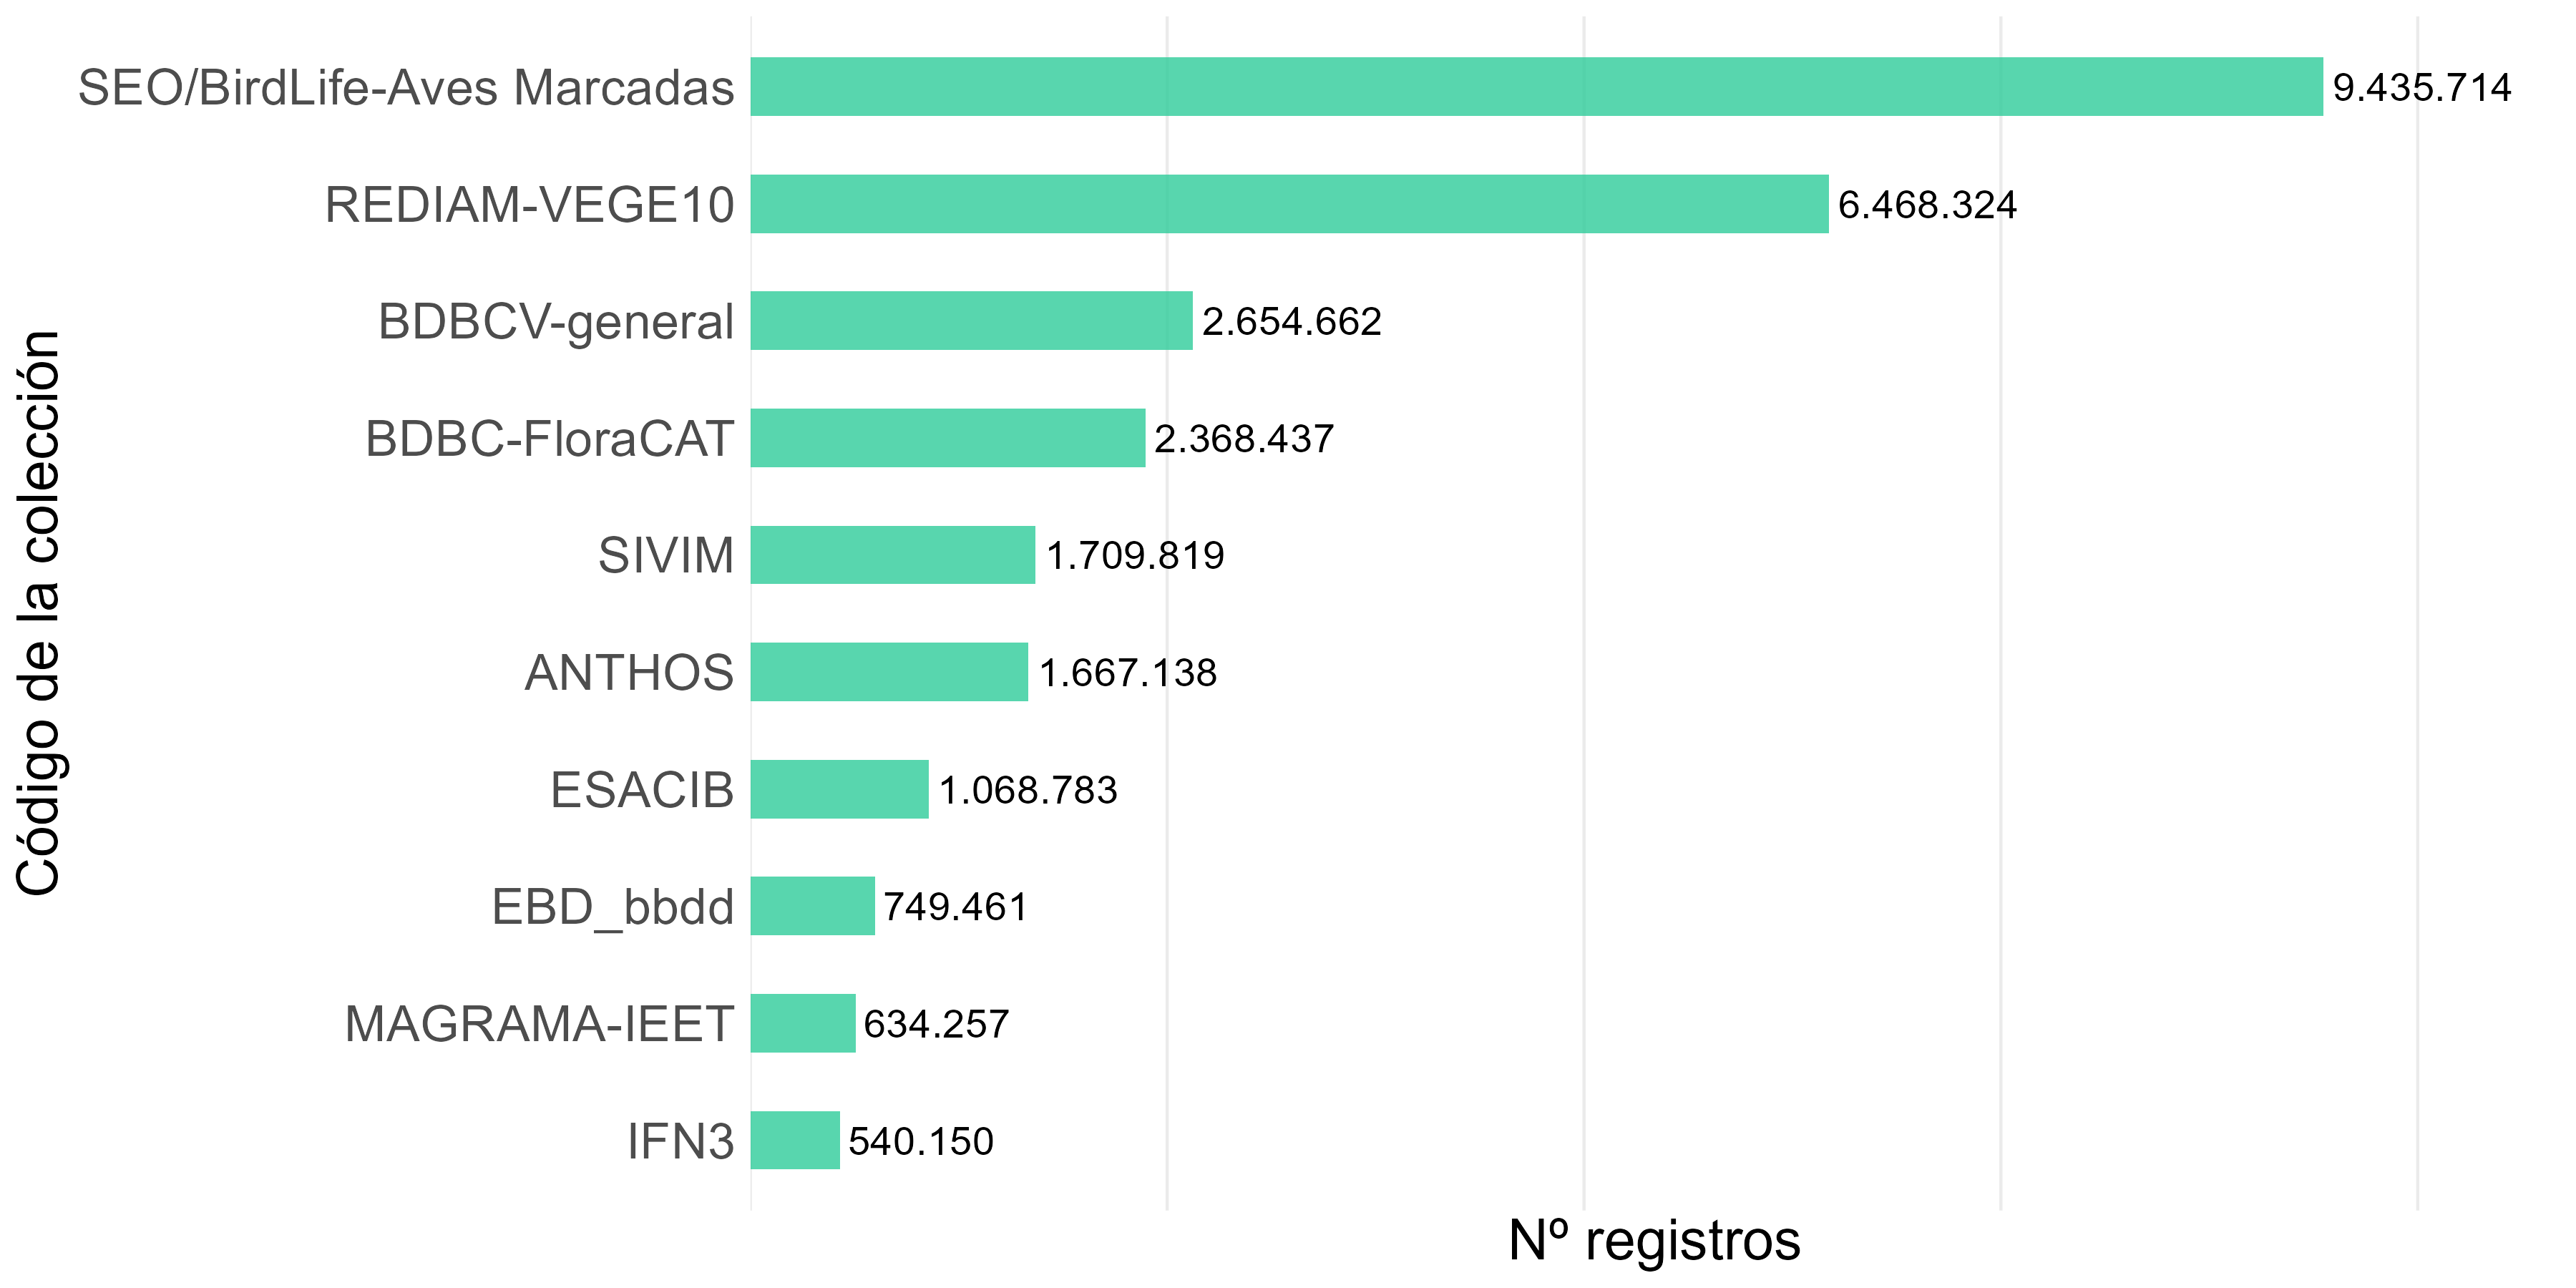 Código de la colección
SEO/BirdLife-Aves Marcadas 9.435.714
REDIAM-VEGE10 6.468.324
BDBCV-general 2.654.662
BDBC-FloraCAT 2.368.437
SIVIM 1.709.819
ANTHOS 1.667.138
ESACIB 1.068.783
EBD_bbdd 749.461
MAGRAMA-IEET 634.257
IFN3 540.150
Nº registros